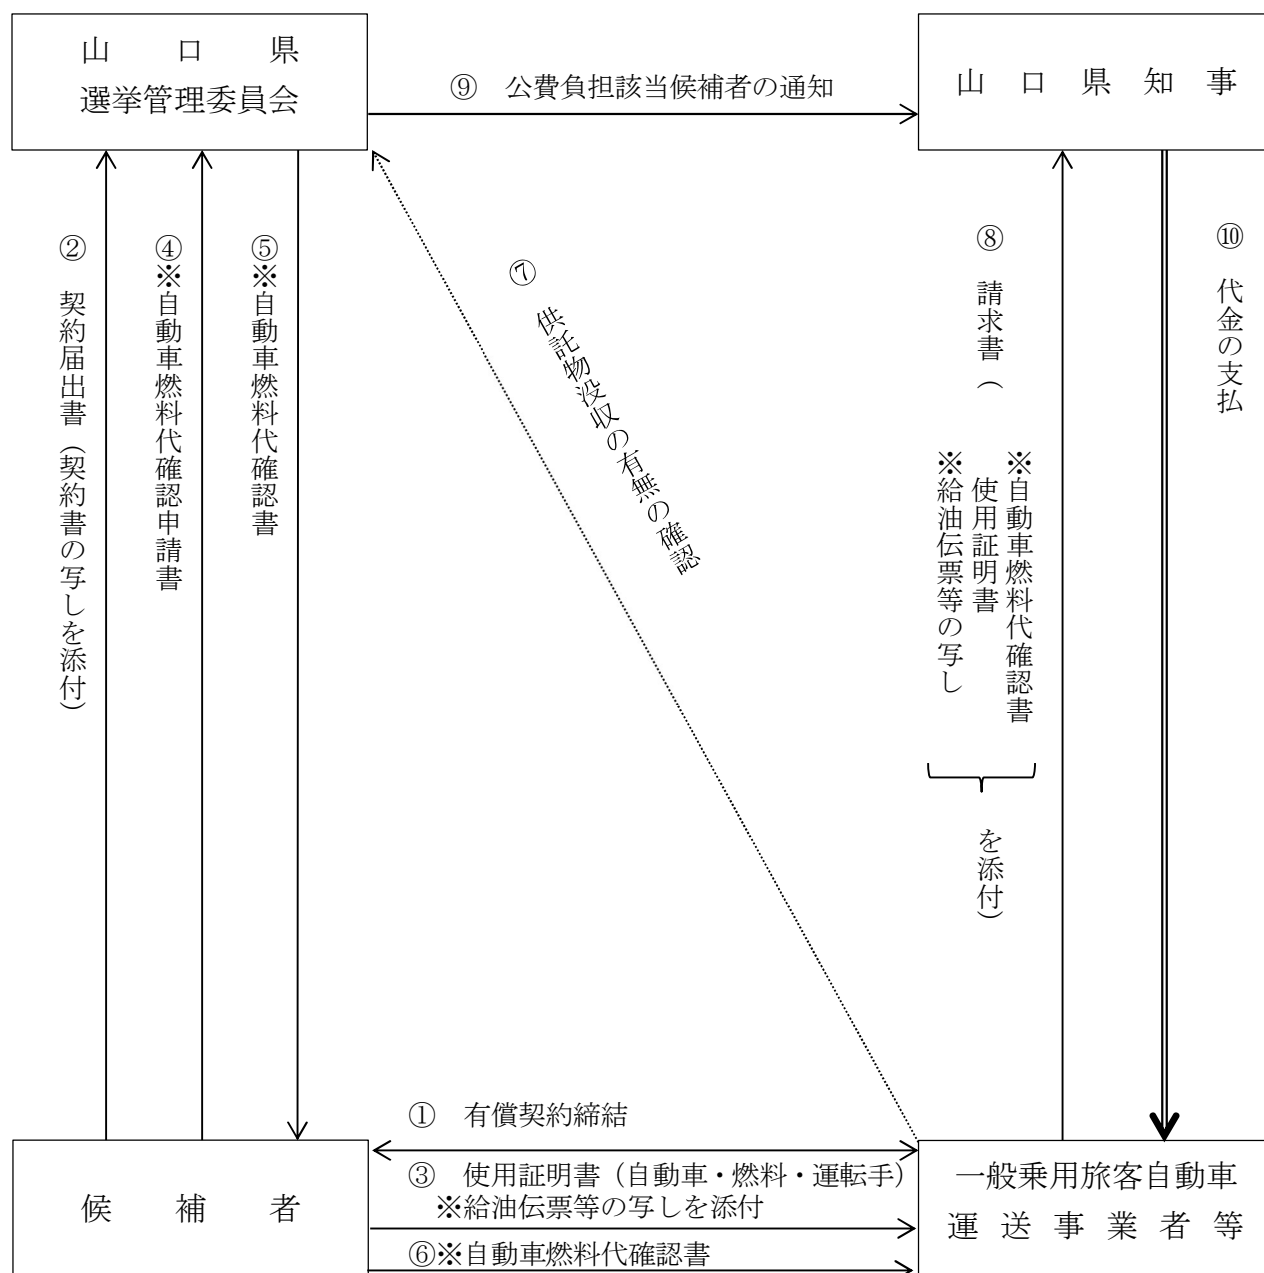 山口県
選挙管理委員会
⑨　公費負担該当候補者の通知
山口県知事
②　契約届出書（契約書の写しを添付）
④※自動車燃料代確認申請書
⑤※自動車燃料代確認書
⑦　供託物没収の有無の確認
⑧　請求書（
※自動車燃料代確認書
使用証明書
※給油伝票等の写し
を添付）
⑩　代金の支払
①　有償契約締結
③　使用証明書（自動車・燃料・運転手）
※給油伝票等の写しを添付
⑥※自動車燃料代確認書
候補者
一般乗用旅客自動車
運送事業者等